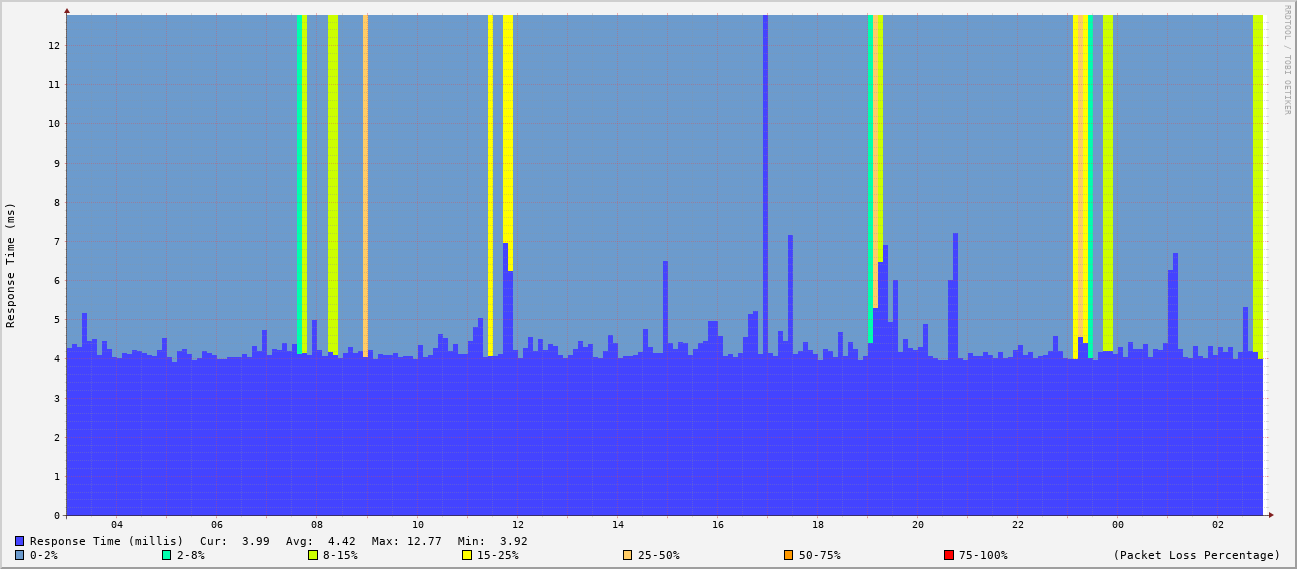 RRDTOOL / TOBI OETIKER
Response Time (ms)
12
11
10
9
8
7
6
5
4
3
2
1
0
04 06 08 10 12 14 16 18 20 22 00 02
Response Time (millis) Cur: 3.99 Avg: 4.42 Max: 12.77 Min: 3.92
0-2% 2-8% 8-15% 15-25% 25-50% 50-75% 75-100% (Packet Loss Percentage)